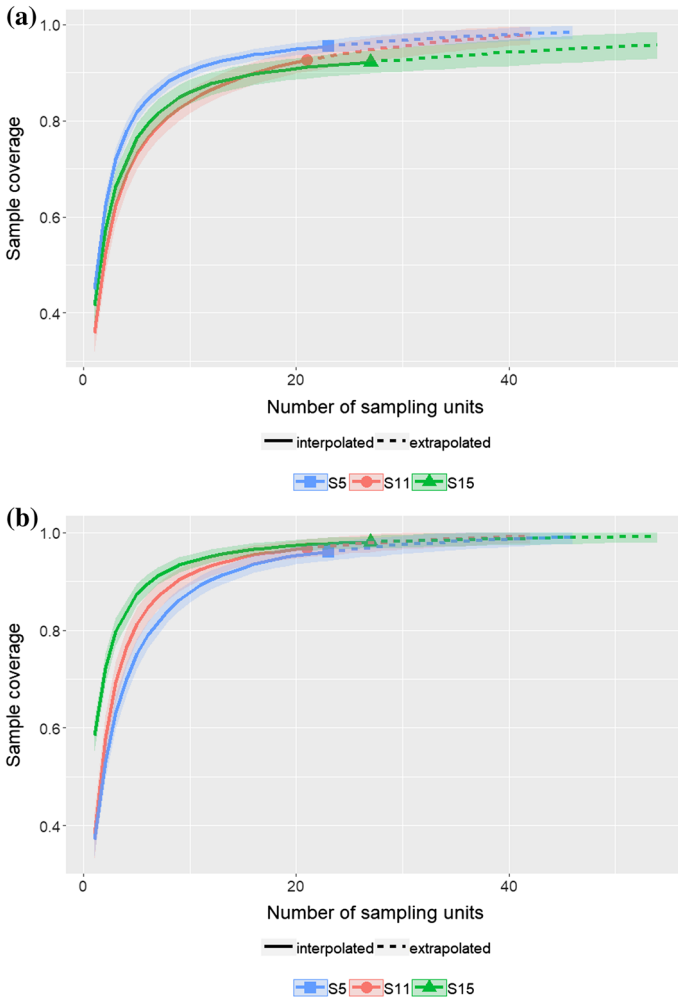 (a)
1.0
0.8
0.6
0.4
Sample coverage
0 20 40
Number of sampling units
interpolated extrapolated
S5 S11 S15
(b)
1.0
0.8
0.6
0.4
Sample coverage
0 20 40
Number of sampling units
interpolated extrapolated
S5 S11 S15